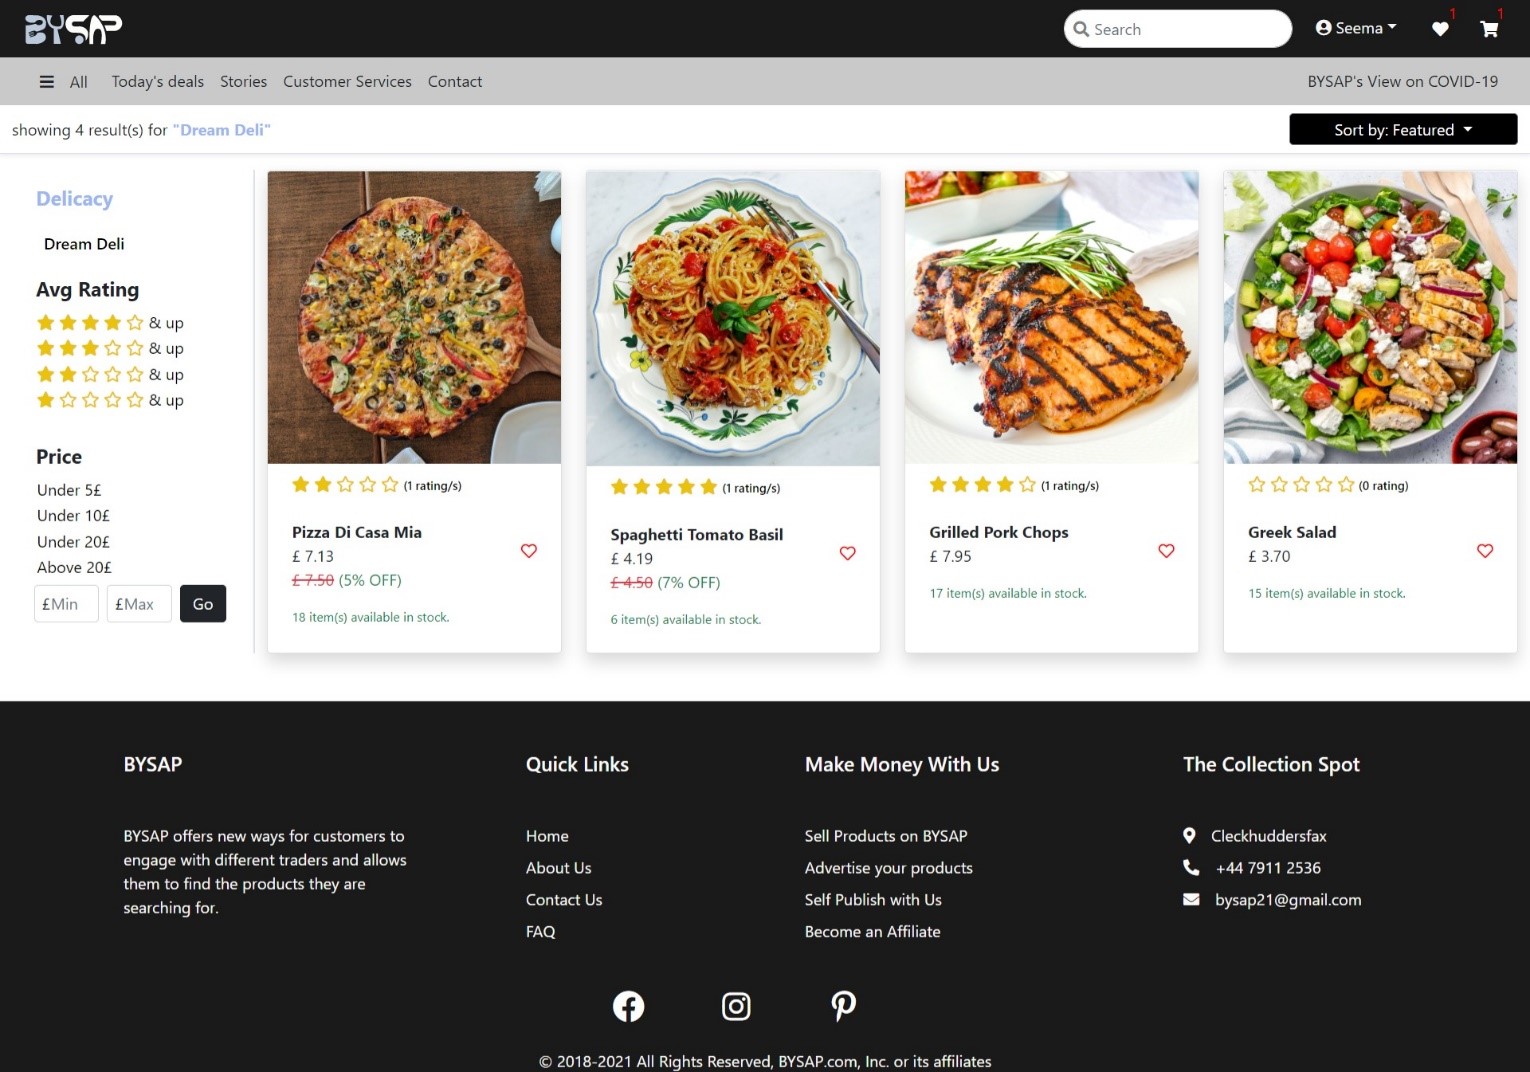 BYSAP
Search
Seema
1
1
All
Today's deals
Stories
Customer Services
Contact
BYSAP's View on COVID-19
showing 4 result(s) for "Dream Deli"
Sort by: Featured
Delicacy
Dream Deli
Avg Rating
& up
& up
& up
& up
Price
Under 5£
Under 10£
Under 20£
Above 20£
£Min
£Max
Go
(1 rating/s)
Pizza Di Casa Mia
£ 7.13
£ 7.50 (5% OFF)
18 item(s) available in stock.
(1 rating/s)
Spaghetti Tomato Basil
£ 4.19
£ 4.50 (7% OFF)
6 item(s) available in stock.
(1 rating/s)
Grilled Pork Chops
£ 7.95
17 item(s) available in stock.
(0 rating)
Greek Salad
£ 3.70
15 item(s) available in stock.
BYSAP
BYSAP offers new ways for customers to
engage with different traders and allows
them to find the products they are
searching for.
Quick Links
Home
About Us
Contact Us
FAQ
Make Money With Us
Sell Products on BYSAP
Advertise your products
Self Publish with Us
Become an Affiliate
The Collection Spot
Cleckhuddersfax
+44 7911 2536
bysap21@gmail.com
© 2018-2021 All Rights Reserved, BYSAP.com, Inc. or its affiliates